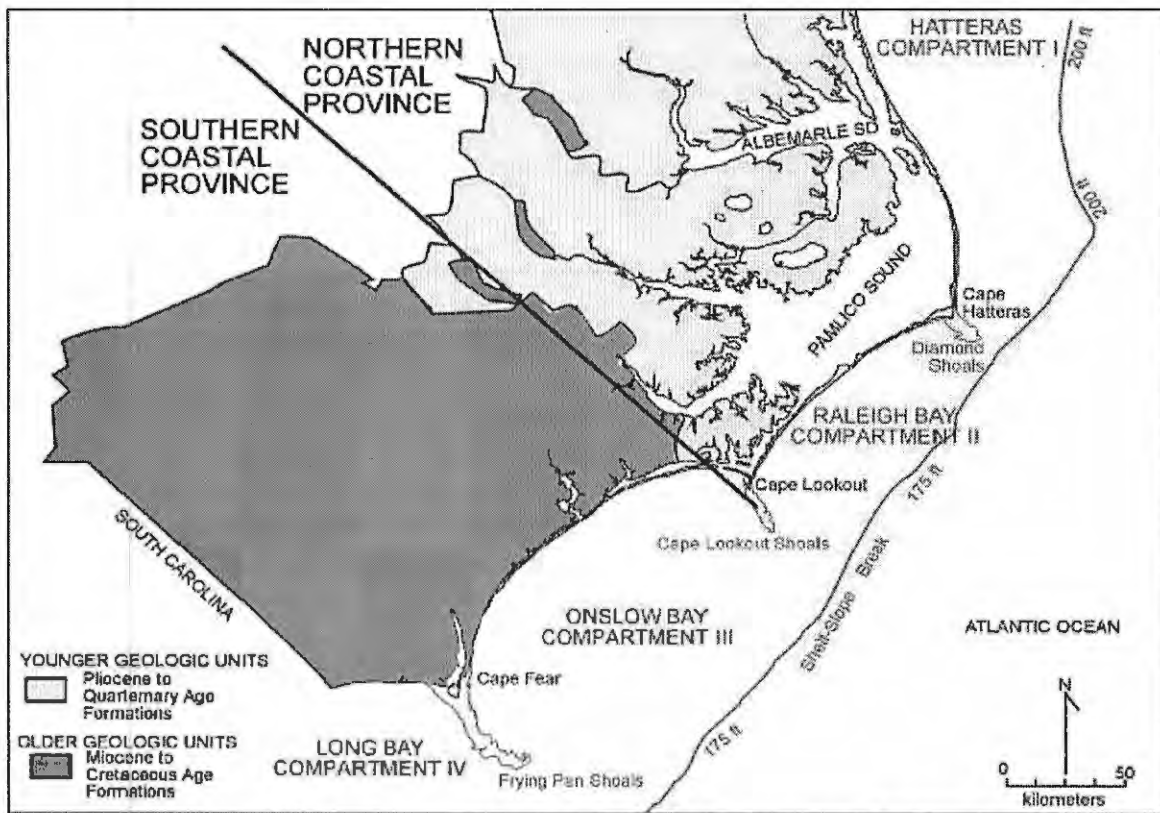 HATTERAS
COMPARTMENT I
200 ft
NORTHERN
COASTAL
PROVINCE
SOUTHERN
COASTAL
PROVINCE
ALBEMARLE SD
200 ft
PAMLICO SOUND
Cape
Hatteras
Diamond
Shoals
RALEIGH BAY
COMPARTMENT II
175 ft
Cape Lookout
Cape Lookout Shoals
Shelf-Slope Break
SOUTH CAROLINA
ONSLOW BAY
COMPARTMENT III
ATLANTIC OCEAN
YOUNGER GEOLOGIC UNITS
Pliocene to
Quarternary Age
Formations
Cape Fear
N
175 ft
OLDER GEOLOGIC UNITS
Miocene to
Cretaceous Age
Formations
LONG BAY
COMPARTMENT IV
Frying Pan Shoals
0 50
kilometers